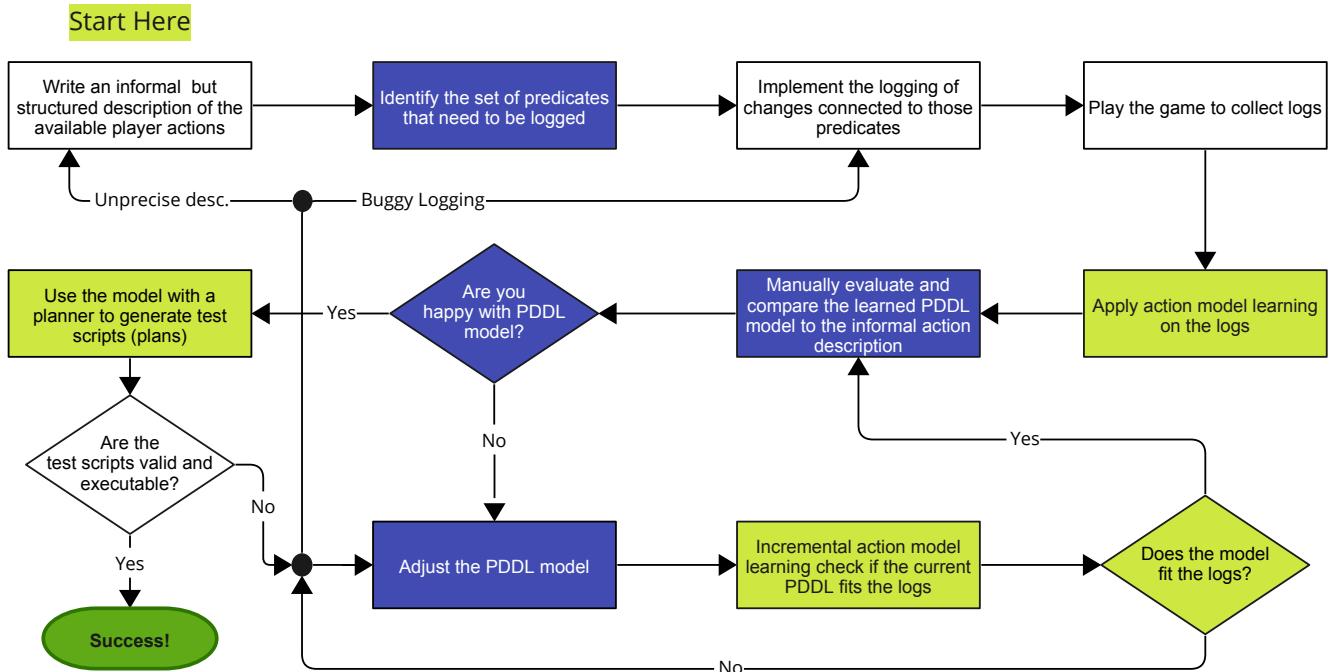 Start Here
Write an informal but
structured description of the
available player actions
Identify the set of predicates
that need to be logged
Implement the logging of
changes connected to those
predicates
Play the game to collect logs
Unprecise desc.
Buggy Logging
Use the model with a
planner to generate test
scripts (plans)
Yes
Are you
happy with PDDL
model?
Manually evaluate and
compare the learned PDDL
model to the informal action
description
Apply action model learning
on the logs
No
Yes
Are the
test scripts valid and
executable?
No
Yes
Adjust the PDDL model
Incremental action model
learning check if the current
PDDL fits the logs
Does the model
fit the logs?
Success!
No